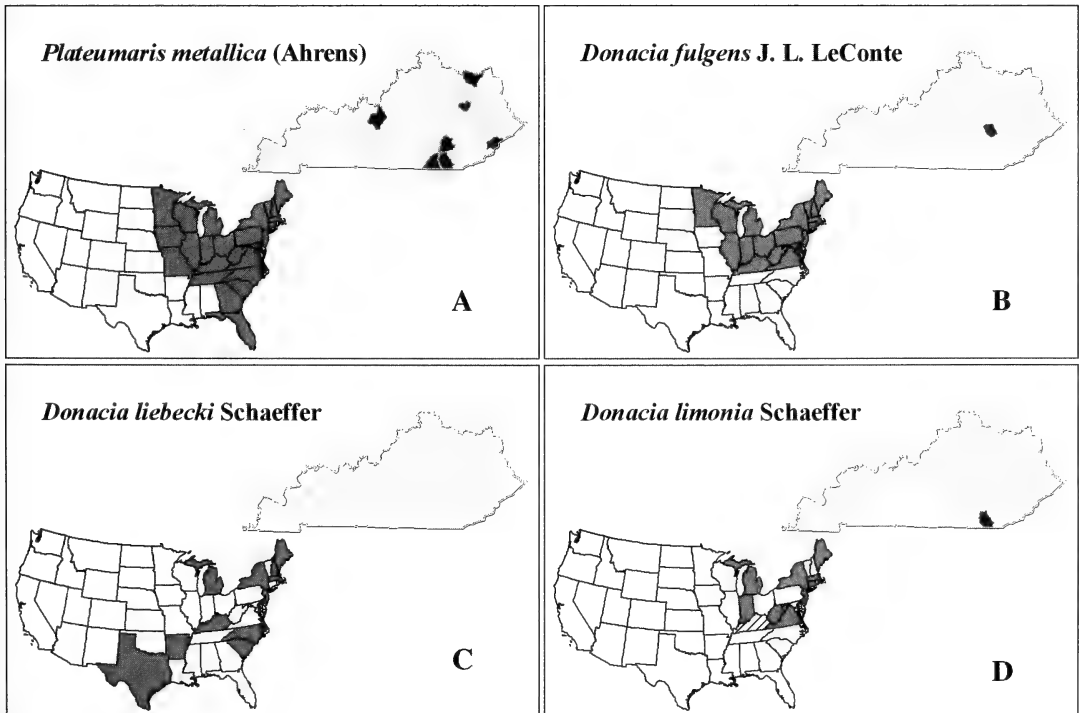 Plateumaris metallica (Ahrens)
A
Donacia fulgens J. L. LeConte
B
Donacia liebecki Schaeffer
C
Donacia limonia Schaeffer
D